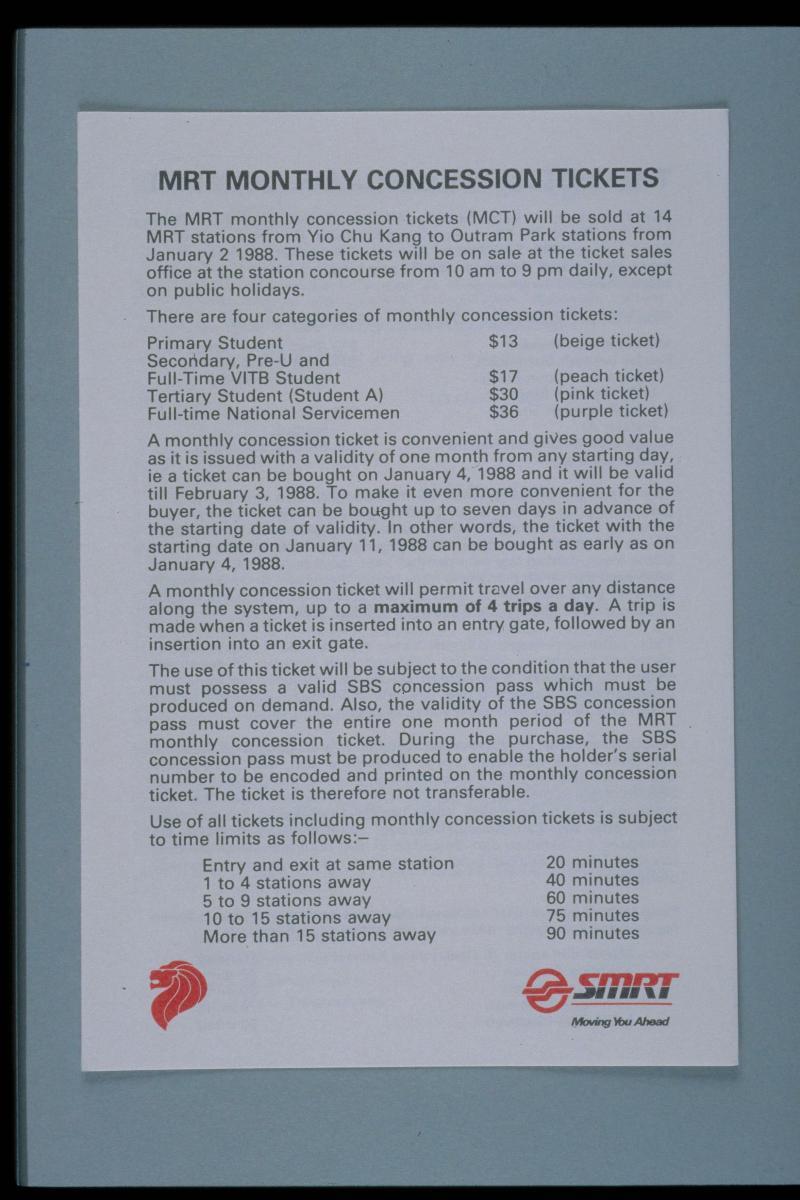 MRT MONTHLY CONCESSION TICKETS
The MRT monthly concession tickets (MCT) will be sold at 14
MRT stations from Yio Chu Kang to Outram Park stations from
January 2 1988. These tickets will be on sale at the ticket sales
office at the station concourse from 10 am to 9 pm daily, except
on public holidays.
There are four categories of monthly concession tickets:
Primary Student $13 (beige ticket)
Secondary, Pre-U and
Full-Time VITB Student $17 (peach ticket)
Tertiary Student (Student A) $30 (pink ticket)
Full-time National Servicemen $36 (purple ticket)
A monthly concession ticket is convenient and gives good value
as it is issued with a validity of one month from any starting day,
ie a ticket can be bought on January 4, 1988 and it will be valid
till February 3, 1988. To make it even more convenient for the
buyer, the ticket can be bought up to seven days in advance of
the starting date of validity. In other words, the ticket with the
starting date on January 11, 1988 can be bought as early as on
January 4, 1988.
A monthly concession ticket will permit travel over any distance
along the system, up to a maximum of 4 trips a day. A trip is
made when a ticket is inserted into an entry gate, followed by an
insertion into an exit gate.
The use of this ticket will be subject to the condition that the user
must possess a valid SBS concession pass which must be
produced on demand. Also, the validity of the SBS concession
pass must cover the entire one month period of the MRT
monthly concession ticket. During the purchase, the SBS
concession pass must be produced to enable the holder's serial
number to be encoded and printed on the monthly concession
ticket. The ticket is therefore not transferable.
Use of all tickets including monthly concession tickets is subject
to time limits as follows:–
Entry and exit at same station 20 minutes
1 to 4 stations away 40 minutes
5 to 9 stations away 60 minutes
10 to 15 stations away 75 minutes
More than 15 stations away 90 minutes
SMRT
Moving You Ahead